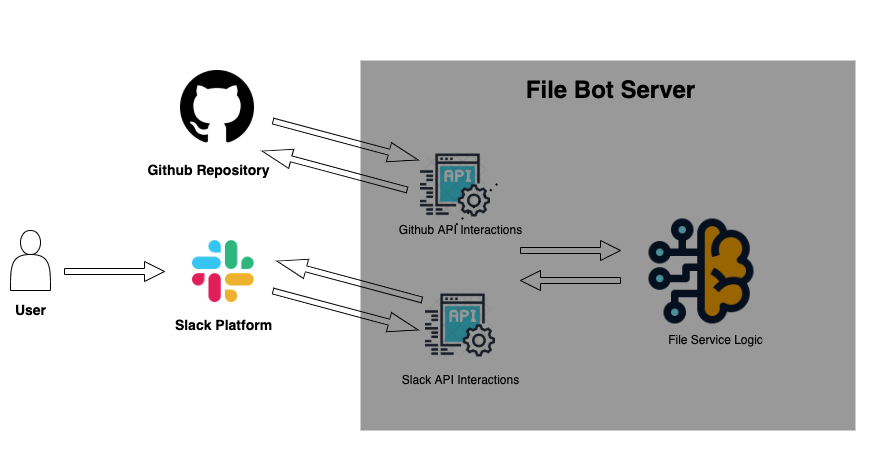 File Bot Server
Github Repository
API
Github API Interactions
User
Slack Platform
API
Slack API Interactions
File Service Logic